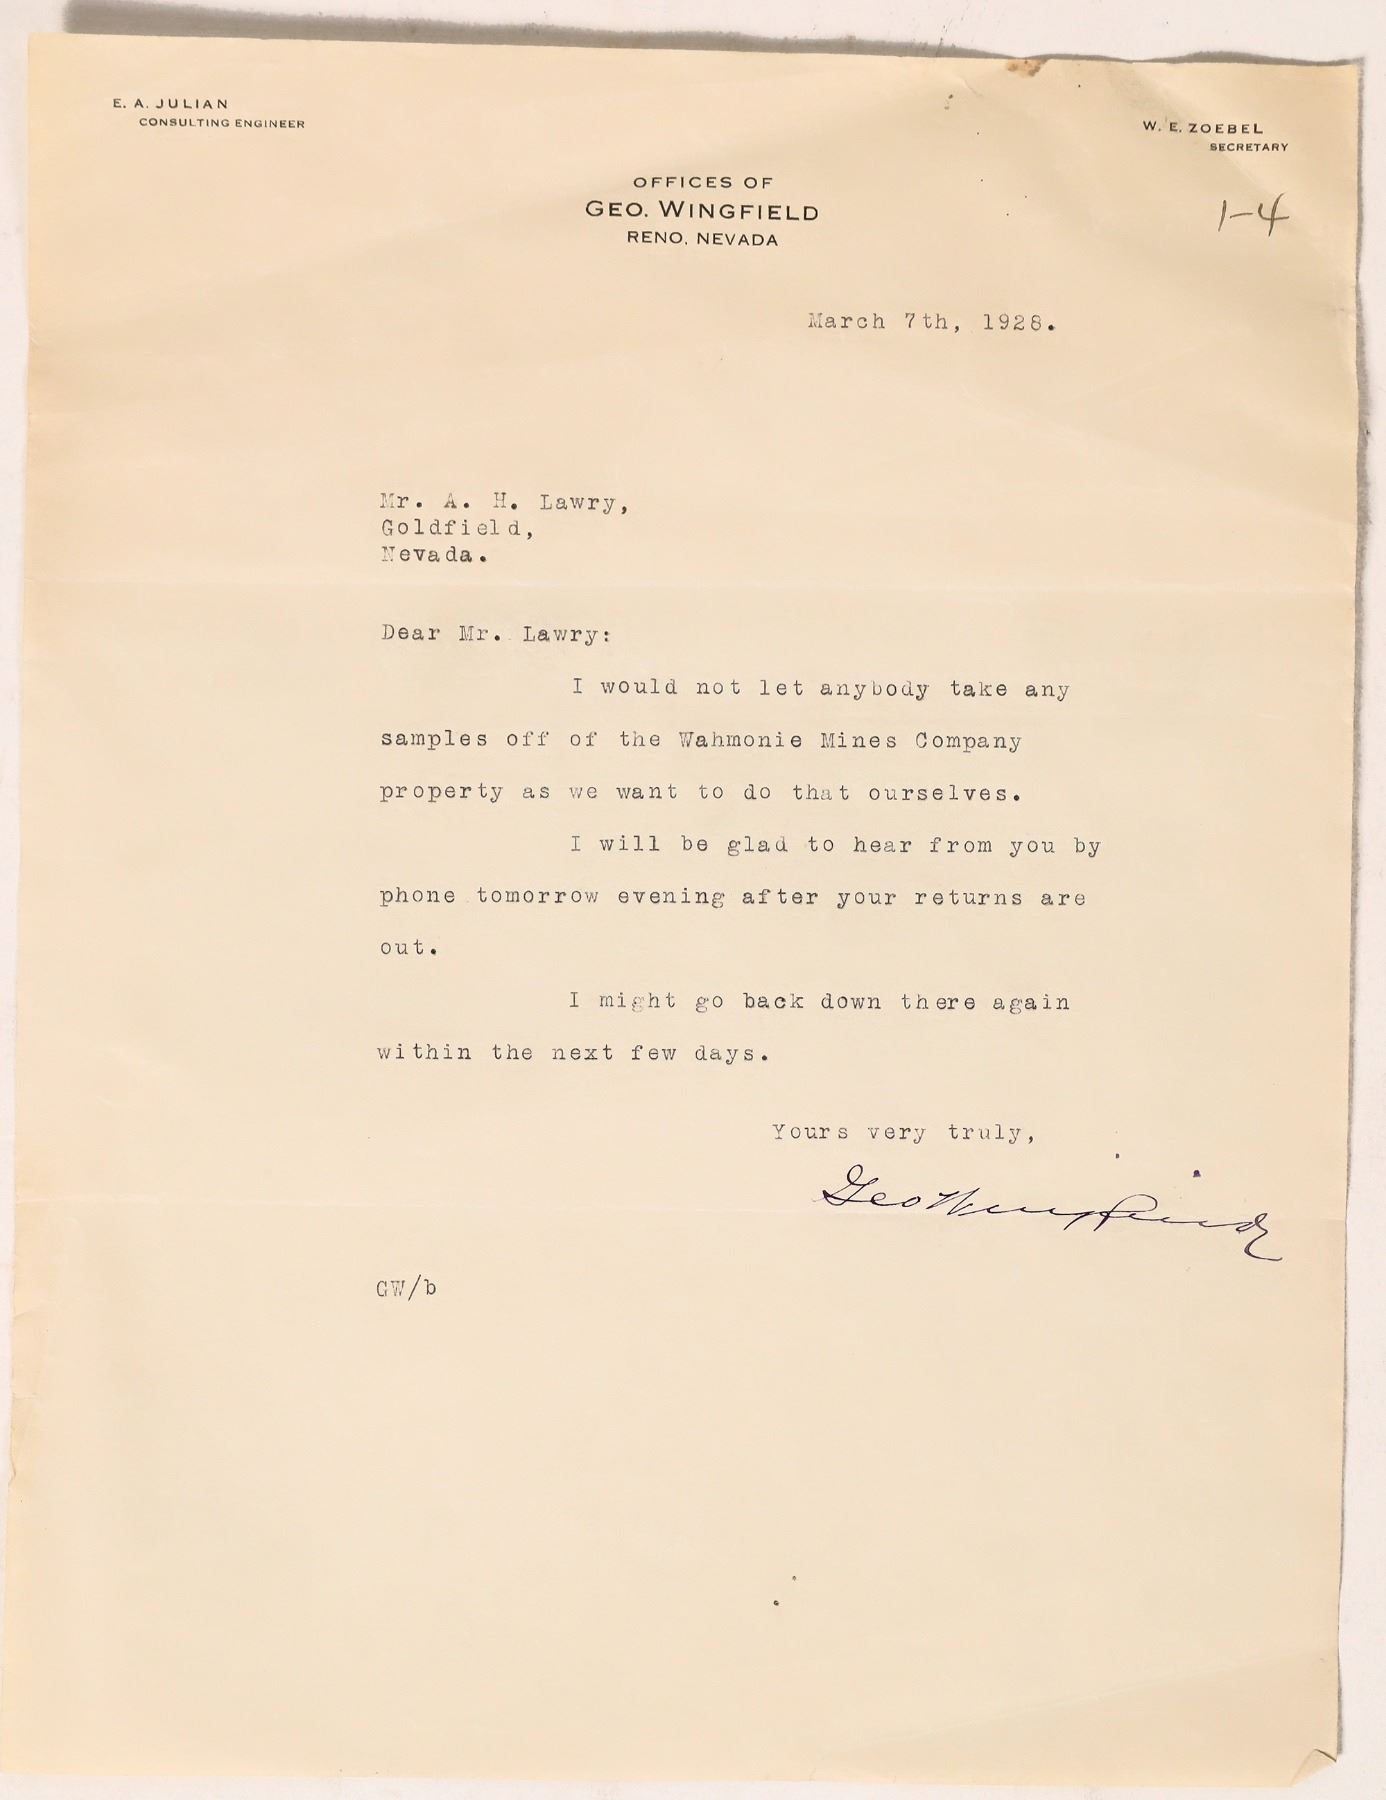 E. A. JULIAN
CONSULTING ENGINEER
W. E. ZOEBEL
SECRETARY
OFFICES OF
GEO. WINGFIELD
RENO, NEVADA
1-4
March 7th, 1928.
Mr. A. H. Lawry,
Goldfield,
Nevada.
Dear Mr. Lawry:
I would not let anybody take any
samples off of the Wahmonie Mines Company
property as we want to do that ourselves.
I will be glad to hear from you by
phone tomorrow evening after your returns are
out.
I might go back down there again
within the next few days.
Yours very truly,
Geo Wingfield
GW/b